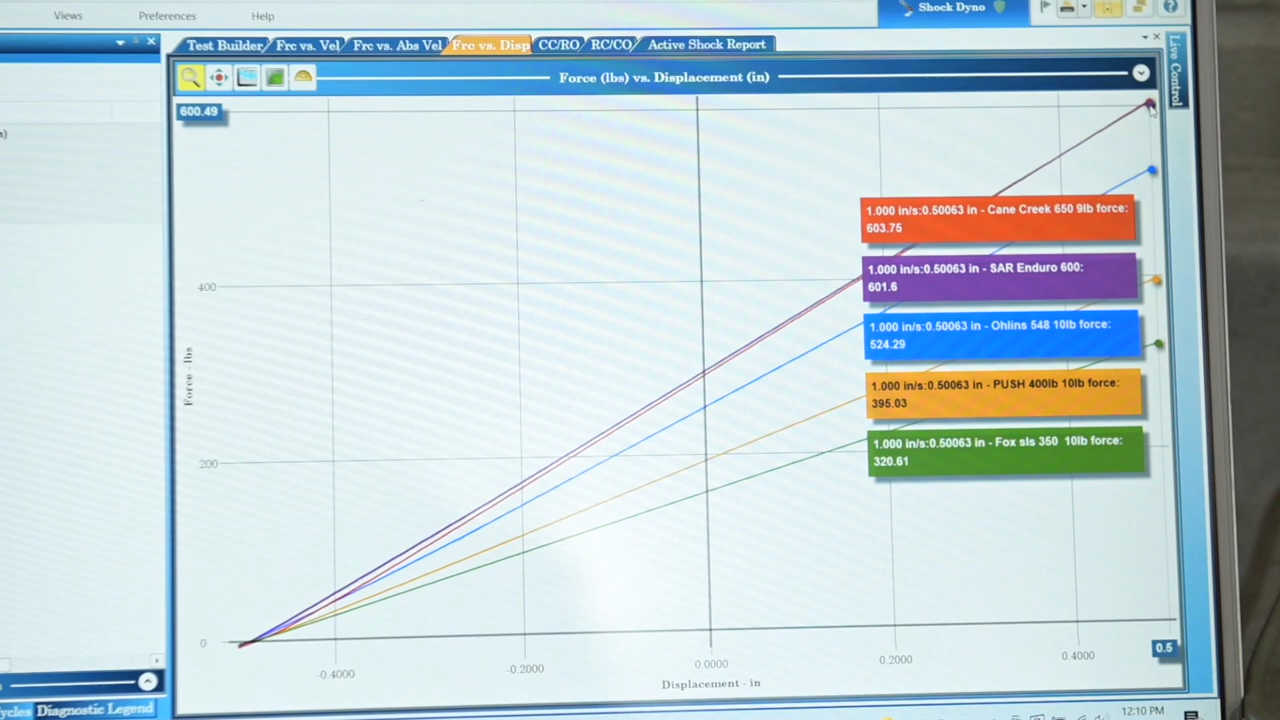 Views Preferences Help
Shock Dyno
Test Builder Frc vs. Vel Frc vs. Abs Vel Frc vs. Disp CC/RO RC/CO Active Shock Report
Live Control
Force (lbs) vs. Displacement (in)
600.49
1.000 in/s:0.50063 in - Cane Creek 650 9lb force:
603.75
1.000 in/s:0.50063 in - SAR Enduro 600:
601.6
1.000 in/s:0.50063 in - Ohlins 548 10lb force:
524.29
1.000 in/s:0.50063 in - PUSH 400lb 10lb force:
395.03
1.000 in/s:0.50063 in - Fox sls 350 10lb force:
320.61
400
Force - lbs
200
0
0.5
-0.4000 -0.2000 0.0000 0.2000 0.4000
Displacement - in
Diagnostic Legend
12:10 PM